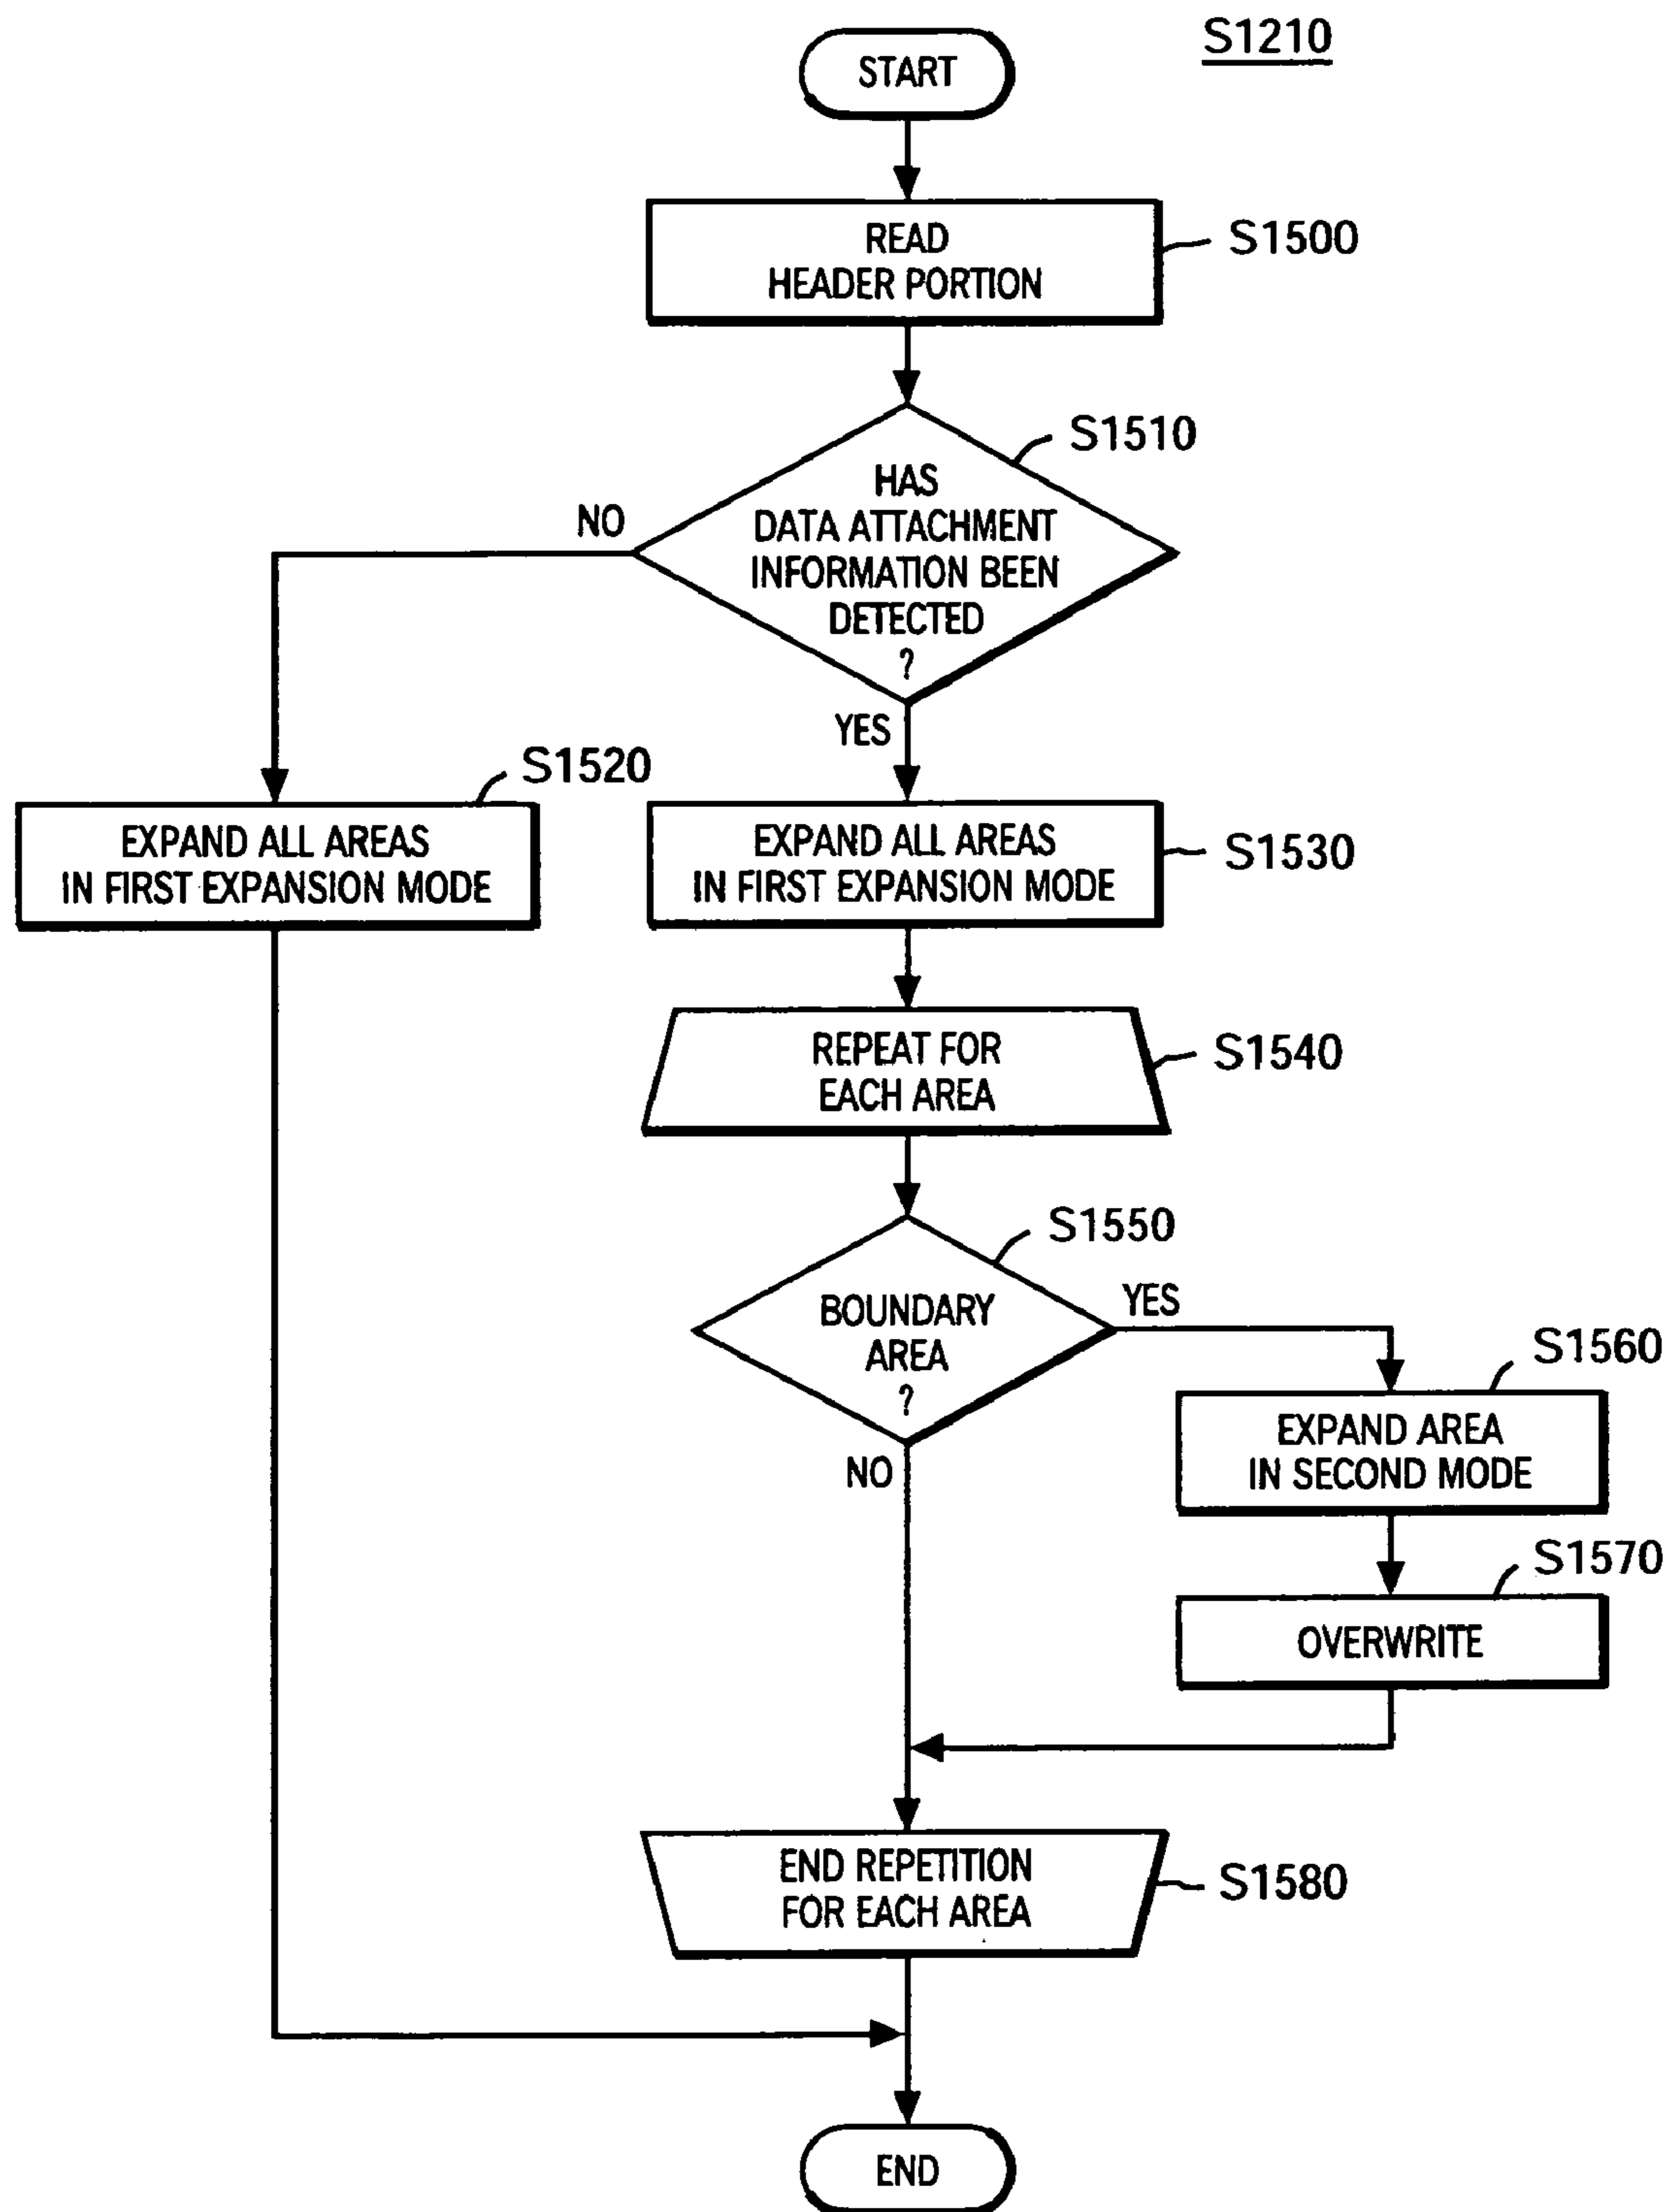 S1210
START
READ
HEADER PORTION
S1500
S1510
HAS
DATA ATTACHMENT
INFORMATION BEEN
DETECTED
?
NO
YES
S1520
EXPAND ALL AREAS
IN FIRST EXPANSION MODE
EXPAND ALL AREAS
IN FIRST EXPANSION MODE
S1530
REPEAT FOR
EACH AREA
S1540
S1550
BOUNDARY
AREA
?
YES
NO
S1560
EXPAND AREA
IN SECOND MODE
S1570
OVERWRITE
END REPETITION
FOR EACH AREA
S1580
END